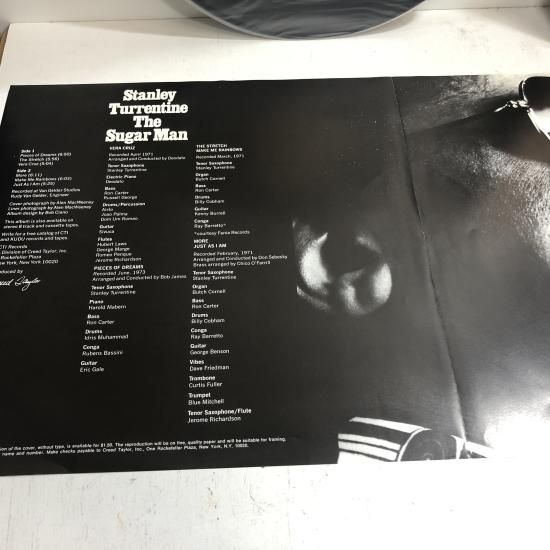 Stanley
Turrentine
The
Sugar Man
Side 1
Pieces of Dreams (6:50)
The Stretch (5:56)
Vera Cruz (5:04)
Side 2
More (6:11)
Make Me Rainbows (6:02)
Just As I Am (6:25)
Recorded at Van Gelder Studios
Rudy Van Gelder, Engineer
Cover photograph by Alen MacWeeney
Liner photograph by Alen MacWeeney
Album design by Bob Ciano
This album is also available on
stereo 8 track and cassette tapes.
Write for a free catalog of CTI
and KUDU records and tapes.
CTI Records
Division of Creed Taylor, Inc.
Rockefeller Plaza
New York, New York 10020
VERA CRUZ
Recorded April 1971
Arranged and Conducted by Deodato
Tenor Saxophone
Stanley Turrentine
Electric Piano
Deodato
Bass
Ron Carter
Russell George
Drums/Percussion
Airto
Joao Palma
Dom Um Romao
Guitar
Sivuca
Flutes
Hubert Laws
George Marge
Romeo Penque
Jerome Richardson
PIECES OF DREAMS
Recorded June, 1973
Arranged and Conducted by Bob James
Tenor Saxophone
Stanley Turrentine
Piano
Harold Mabern
Bass
Ron Carter
Drums
Idris Muhammad
Conga
Rubens Bassini
Guitar
Eric Gale
THE STRETCH
MAKE ME RAINBOWS
Recorded March, 1971
Tenor Saxophone
Stanley Turrentine
Organ
Butch Cornell
Bass
Ron Carter
Drums
Billy Cobham
Guitar
Kenny Burrell
Conga
Ray Barretto*
*courtesy Fania Records
MORE
JUST AS I AM
Recorded February, 1971
Arranged and Conducted by Don Sebesky
Brass arranged by Chico O'Farrill
Tenor Saxophone
Stanley Turrentine
Organ
Butch Cornell
Bass
Ron Carter
Drums
Billy Cobham
Conga
Ray Barretto
Guitar
George Benson
Vibes
Dave Friedman
Trombone
Curtis Fuller
Trumpet
Blue Mitchell
Tenor Saxophone/Flute
Jerome Richardson
of the cover, without type, is available for $1.50. The reproduction will be on fine, quality paper and will be suitable for framing.
name and number. Make checks payable to Creed Taylor, Inc., One Rockefeller Plaza, New York, N.Y. 10020.